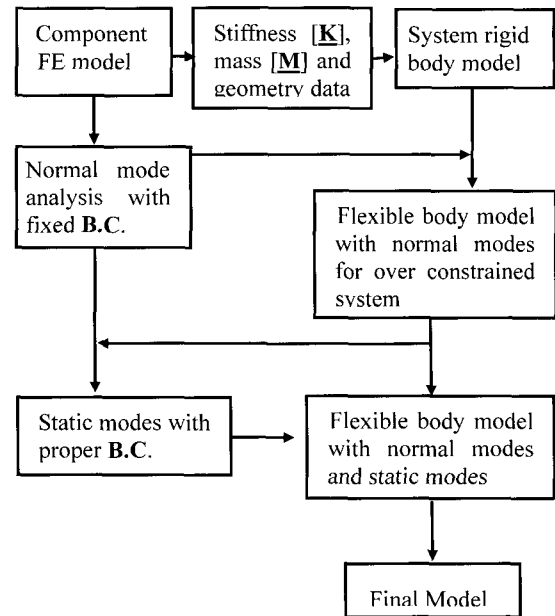 Component
FE model
Stiffness [K],
mass [M] and
geometry data
System rigid
body model
Normal mode
analysis with
fixed B.C.
Flexible body model
with normal modes
for over constrained
system
Static modes with
proper B.C.
Flexible body model
with normal modes
and static modes
Final Model